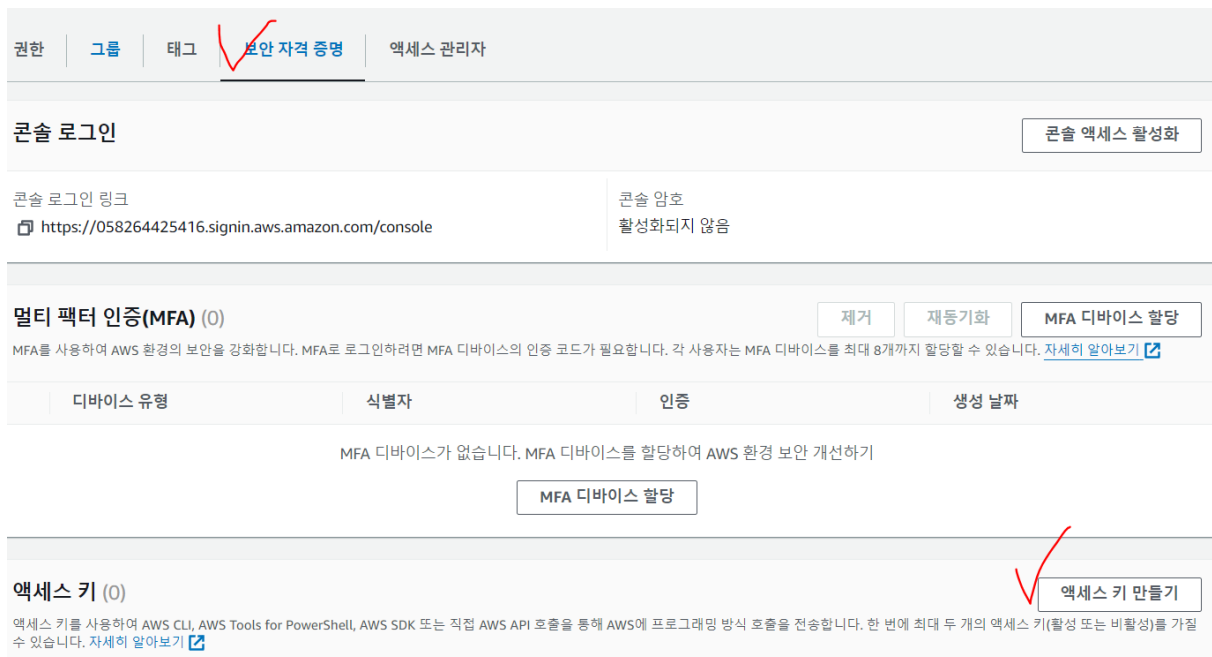 권한 그룹 태그 보안 자격 증명 액세스 관리자
콘솔 로그인 콘솔 액세스 활성화
콘솔 로그인 링크 콘솔 암호
https://058264425416.signin.aws.amazon.com/console 활성화되지 않음
멀티 팩터 인증(MFA) (0) 제거 재동기화 MFA 디바이스 할당
MFA를 사용하여 AWS 환경의 보안을 강화합니다. MFA로 로그인하려면 MFA 디바이스의 인증 코드가 필요합니다. 각 사용자는 MFA 디바이스를 최대 8개까지 할당할 수 있습니다. 자세히 알아보기
디바이스 유형 식별자 인증 생성 날짜
MFA 디바이스가 없습니다. MFA 디바이스를 할당하여 AWS 환경 보안 개선하기
MFA 디바이스 할당
액세스 키 (0) 액세스 키 만들기
액세스 키를 사용하여 AWS CLI, AWS Tools for PowerShell, AWS SDK 또는 직접 AWS API 호출을 통해 AWS에 프로그래밍 방식 호출을 전송합니다. 한 번에 최대 두 개의 액세스 키(활성 또는 비활성)를 가질
수 있습니다. 자세히 알아보기